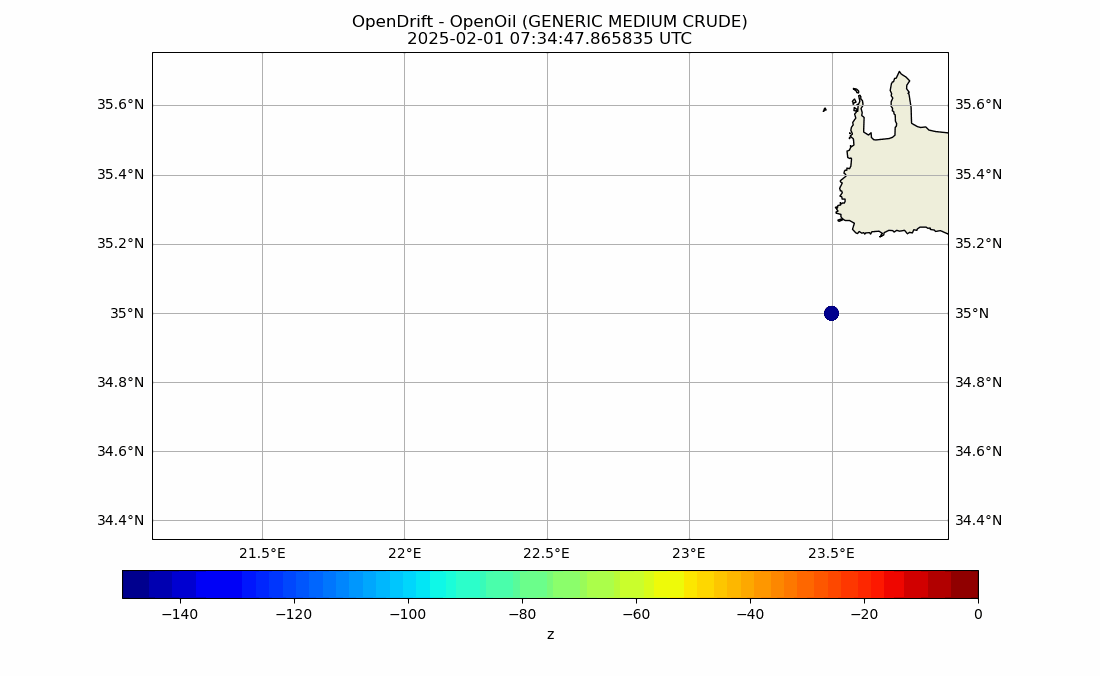 OpenDrift - OpenOil (GENERIC MEDIUM CRUDE)
2025-02-01 07:34:47.865835 UTC
35.6°N 35.6°N
35.4°N 35.4°N
35.2°N 35.2°N
35°N 35°N
34.8°N 34.8°N
34.6°N 34.6°N
34.4°N 34.4°N
21.5°E 22°E 22.5°E 23°E 23.5°E
−140 −120 −100 −80 −60 −40 −20 0
z